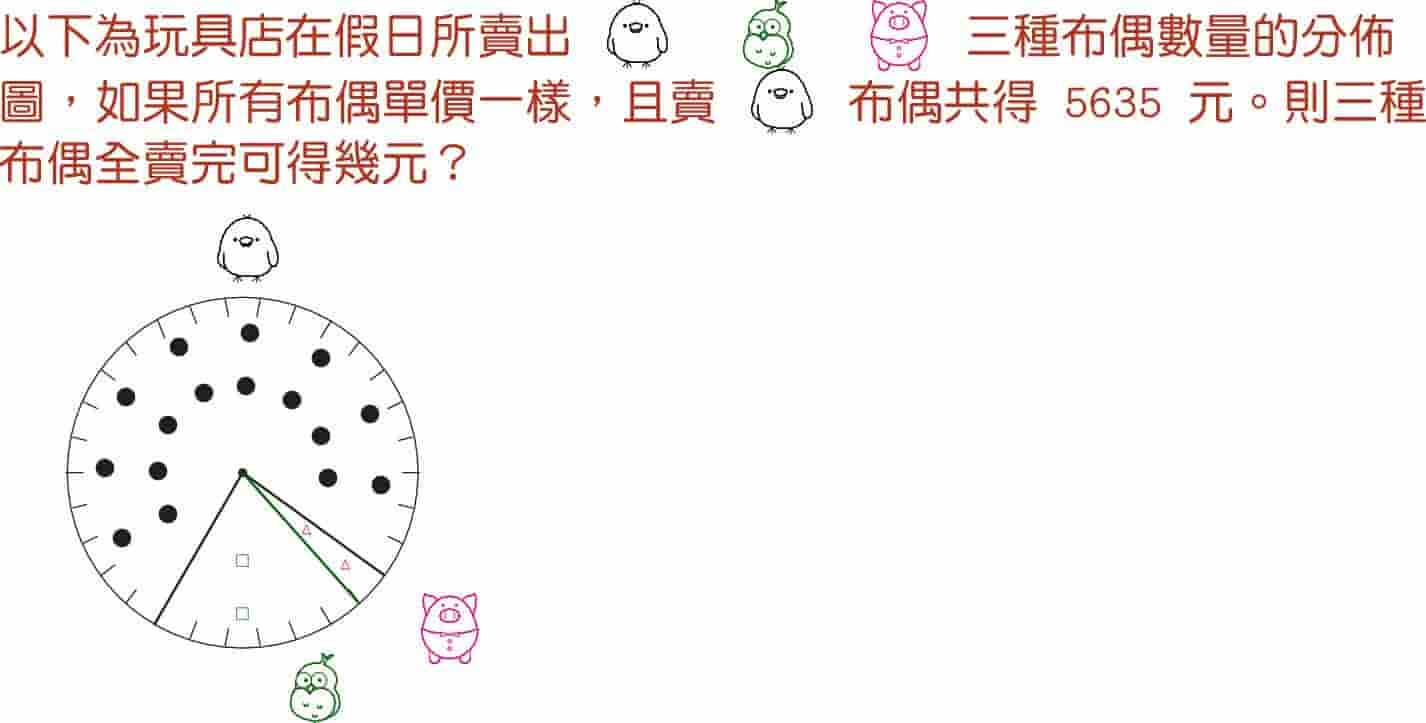 以下為玩具店在假日所賣出 三種布偶數量的分佈
圖，如果所有布偶單價一樣，且賣 布偶共得 5635 元。則三種
布偶全賣完可得幾元？